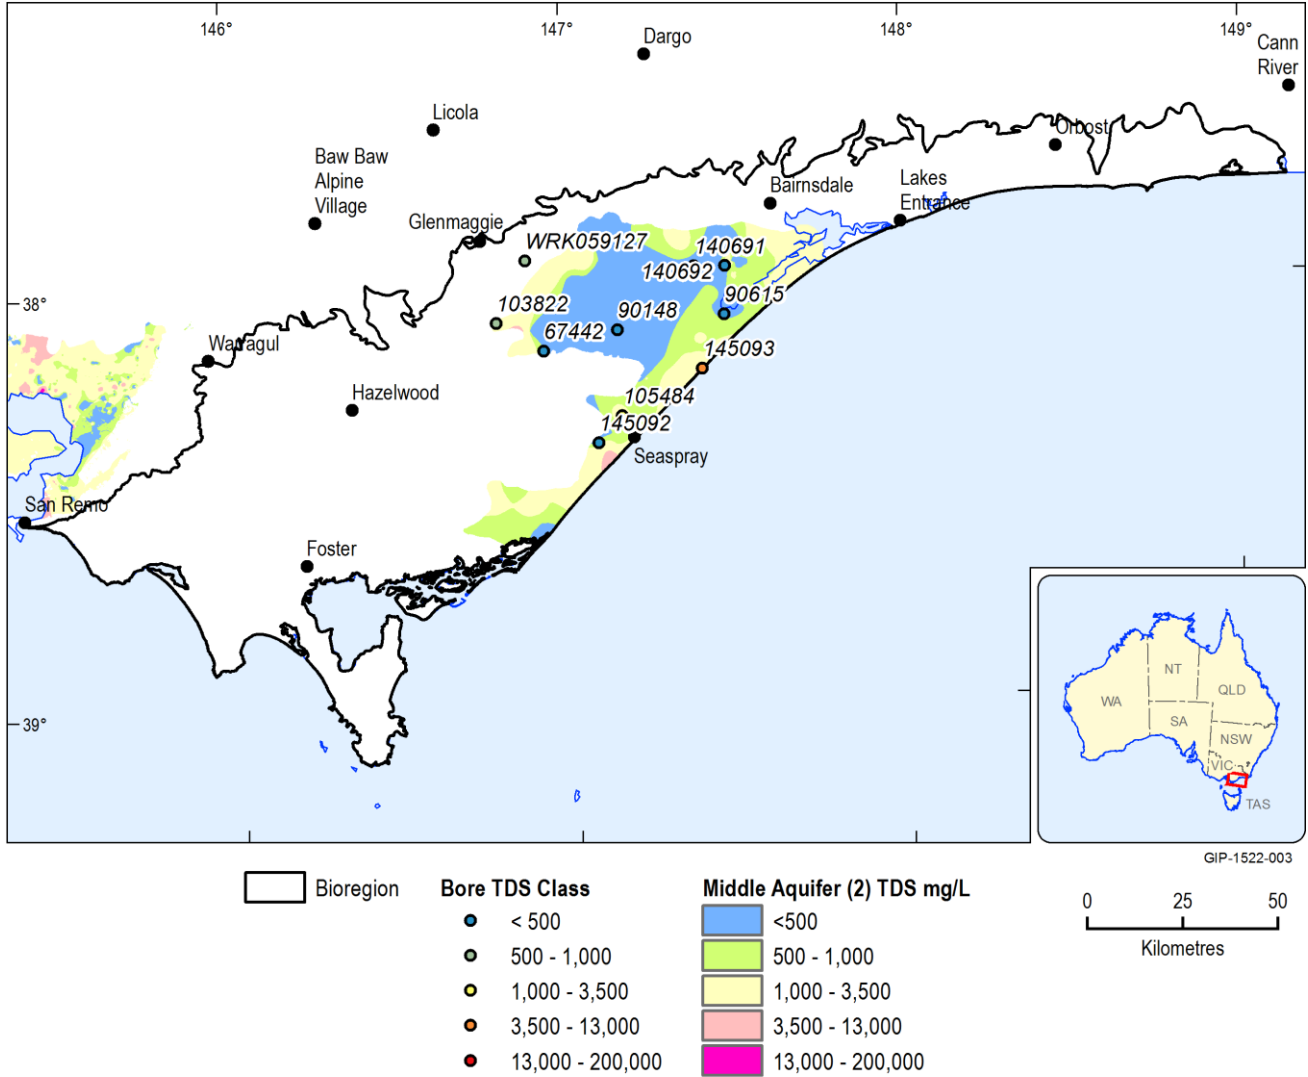 146°
147°
148°
149°
Dargo
Cann
River
Licola
Orbost
Baw Baw
Alpine
Village
Bairnsdale
Lakes
Entrance
Glenmaggie
WRK059127
140691
140692
38°
103822
90148
90615
67442
Warragul
145093
Hazelwood
105484
145092
Seaspray
San Remo
Foster
39°
NT
WA
QLD
SA
NSW
VIC
TAS
GIP-1522-003
Bioregion
Bore TDS Class
< 500
500 - 1,000
1,000 - 3,500
3,500 - 13,000
13,000 - 200,000
Middle Aquifer (2) TDS mg/L
<500
500 - 1,000
1,000 - 3,500
3,500 - 13,000
13,000 - 200,000
0 25 50
Kilometres